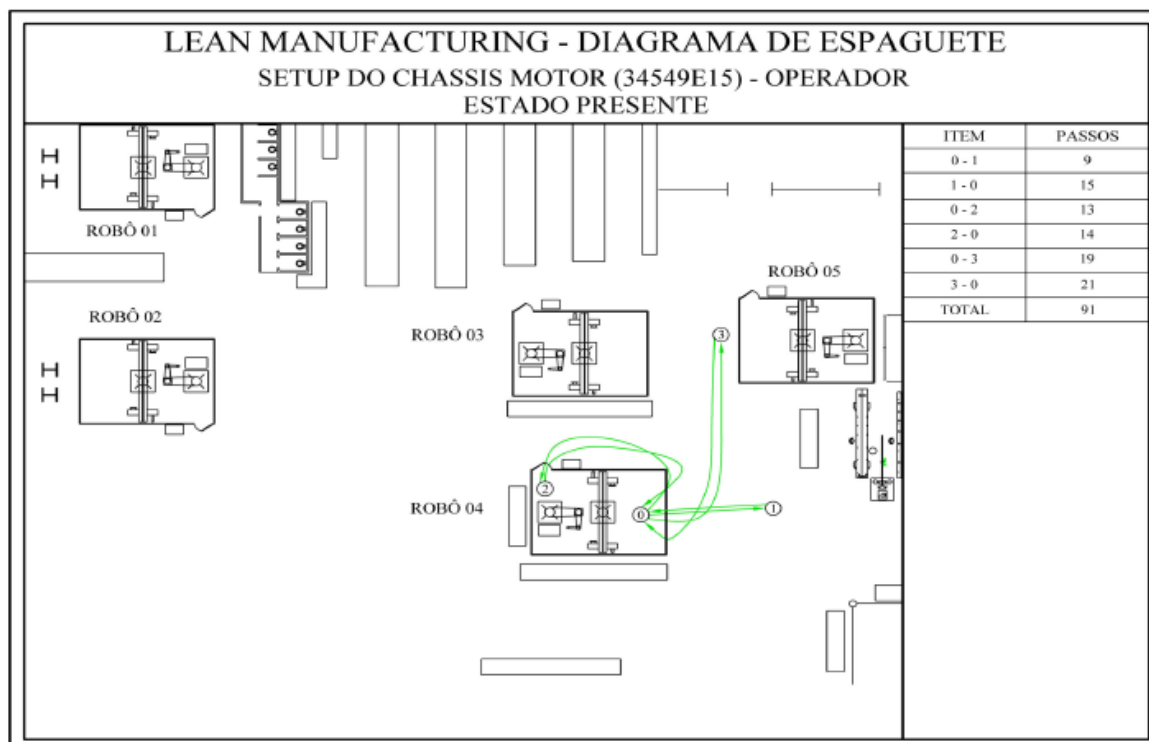 LEAN MANUFACTURING - DIAGRAMA DE ESPAGUETE
SETUP DO CHASSIS MOTOR (34549E15) - OPERADOR
ESTADO PRESENTE
ITEM PASSOS
0 - 1 9
1 - 0 15
0 - 2 13
2 - 0 14
0 - 3 19
3 - 0 21
TOTAL 91
ROBÔ 01
ROBÔ 02
ROBÔ 03
ROBÔ 05
3
ROBÔ 04
2
0
1